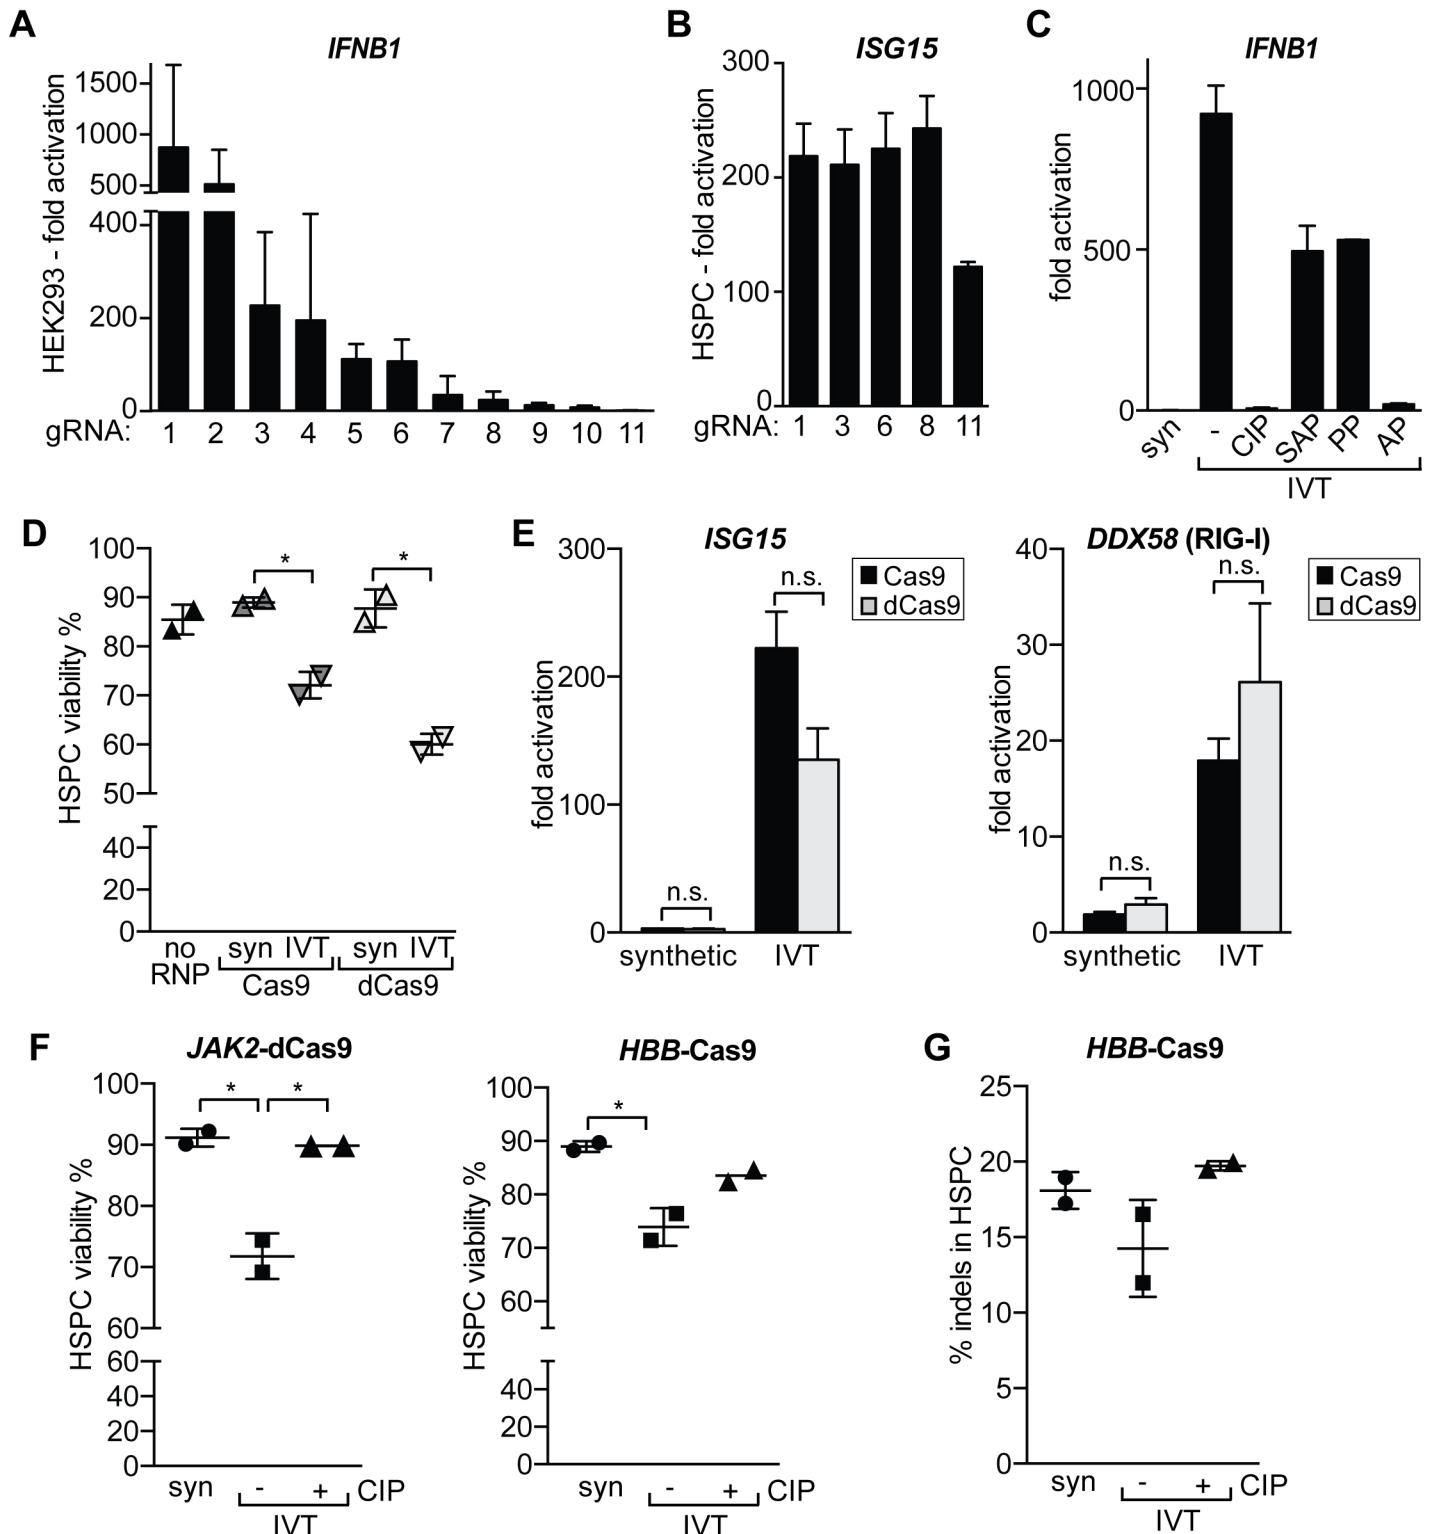 A
IFNB1
HEK293 - fold activation
1500
1000
500
400
200
0
gRNA: 1 2 3 4 5 6 7 8 9 10 11
B
ISG15
HSPC - fold activation
300
200
100
0
gRNA: 1 3 6 8 11
C
IFNB1
fold activation
1000
500
0
syn - CIP SAP PP AP
IVT
D
HSPC viability %
100
90
80
70
60
50
40
20
0
* *
no RNP syn IVT syn IVT
Cas9 dCas9
E
ISG15
fold activation
300
200
100
0
n.s.
n.s.
Cas9
dCas9
synthetic IVT
DDX58 (RIG-I)
fold activation
40
30
20
10
0
n.s.
n.s.
Cas9
dCas9
synthetic IVT
F
JAK2-dCas9
HSPC viability %
100
90
80
70
60
60
40
20
0
* *
syn - + CIP
IVT
HBB-Cas9
HSPC viability %
100
90
80
70
60
40
20
0
*
syn - + CIP
IVT
G
HBB-Cas9
% indels in HSPC
25
20
15
10
5
0
syn - + CIP
IVT